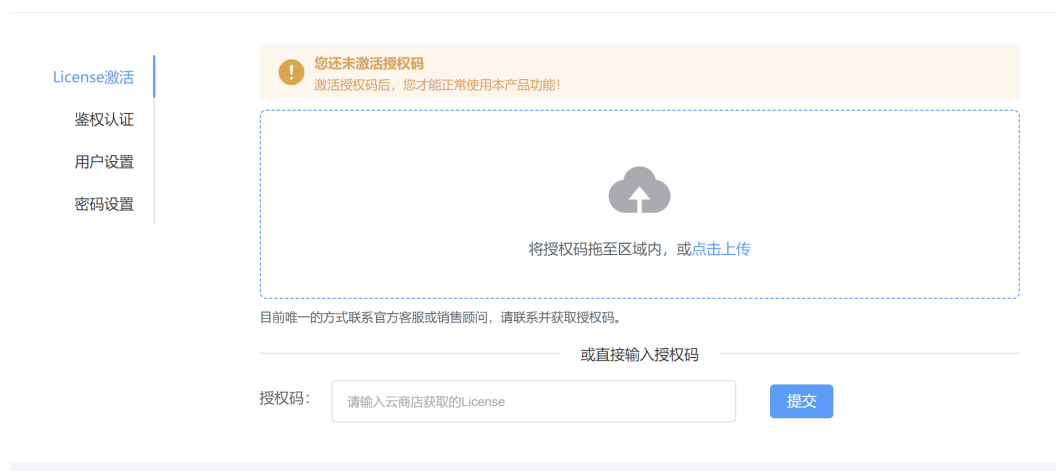 License激活
鉴权认证
用户设置
密码设置
您还未激活授权码
激活授权码后，您才能正常使用本产品功能！
将授权码拖至区域内，或点击上传
目前唯一的方式联系官方客服或销售顾问，请联系并获取授权码。
或直接输入授权码
授权码：
请输入云商店获取的License
提交